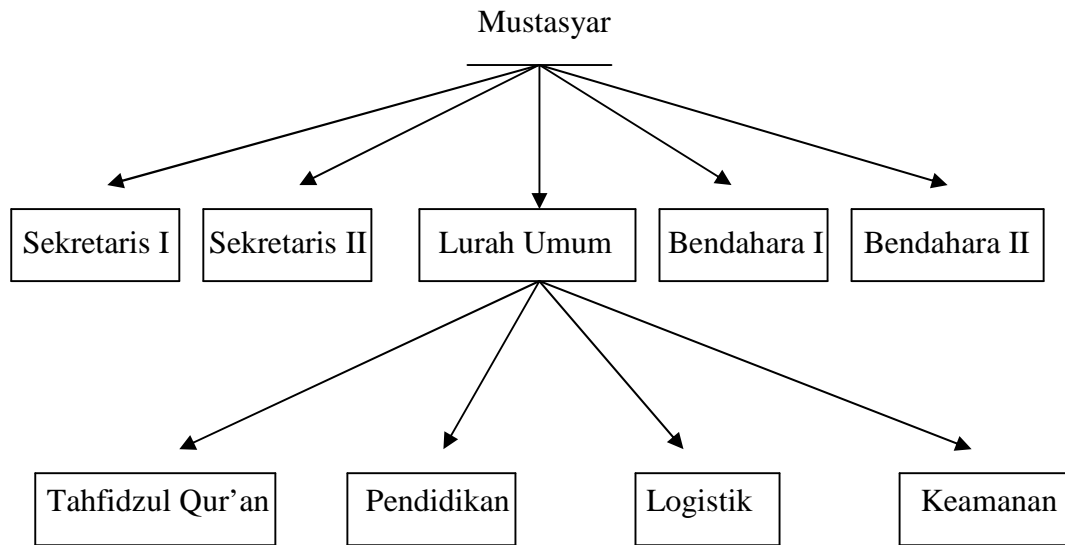 Mustasyar
Sekretaris I
Sekretaris II
Lurah Umum
Bendahara I
Bendahara II
Tahfidzul Qur’an
Pendidikan
Logistik
Keamanan